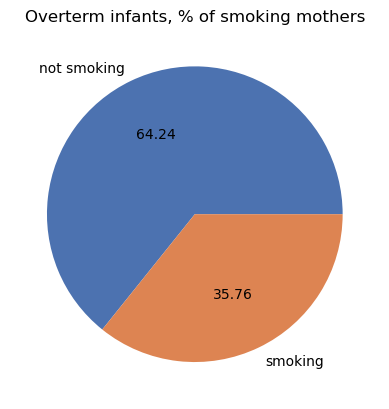 Overterm infants, % of smoking mothers
not smoking
64.24
35.76
smoking